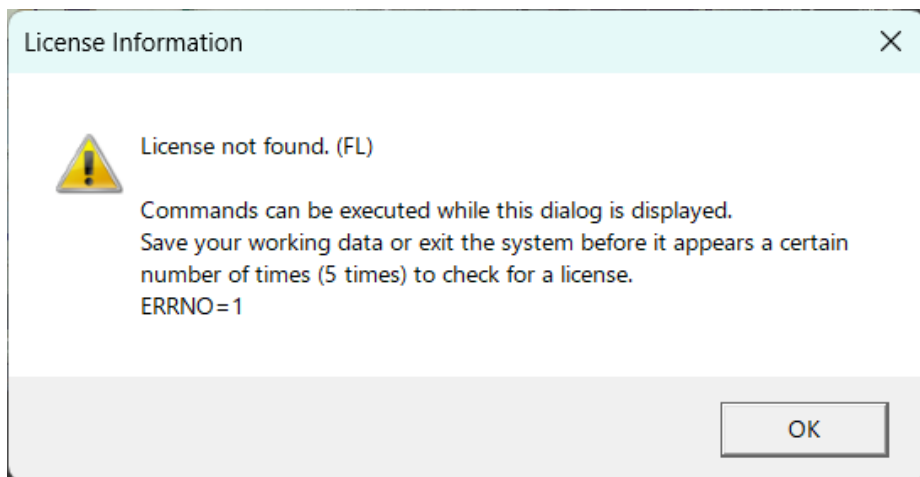 License Information
License not found. (FL)
Commands can be executed while this dialog is displayed.
Save your working data or exit the system before it appears a certain
number of times (5 times) to check for a license.
ERRNO=1
OK